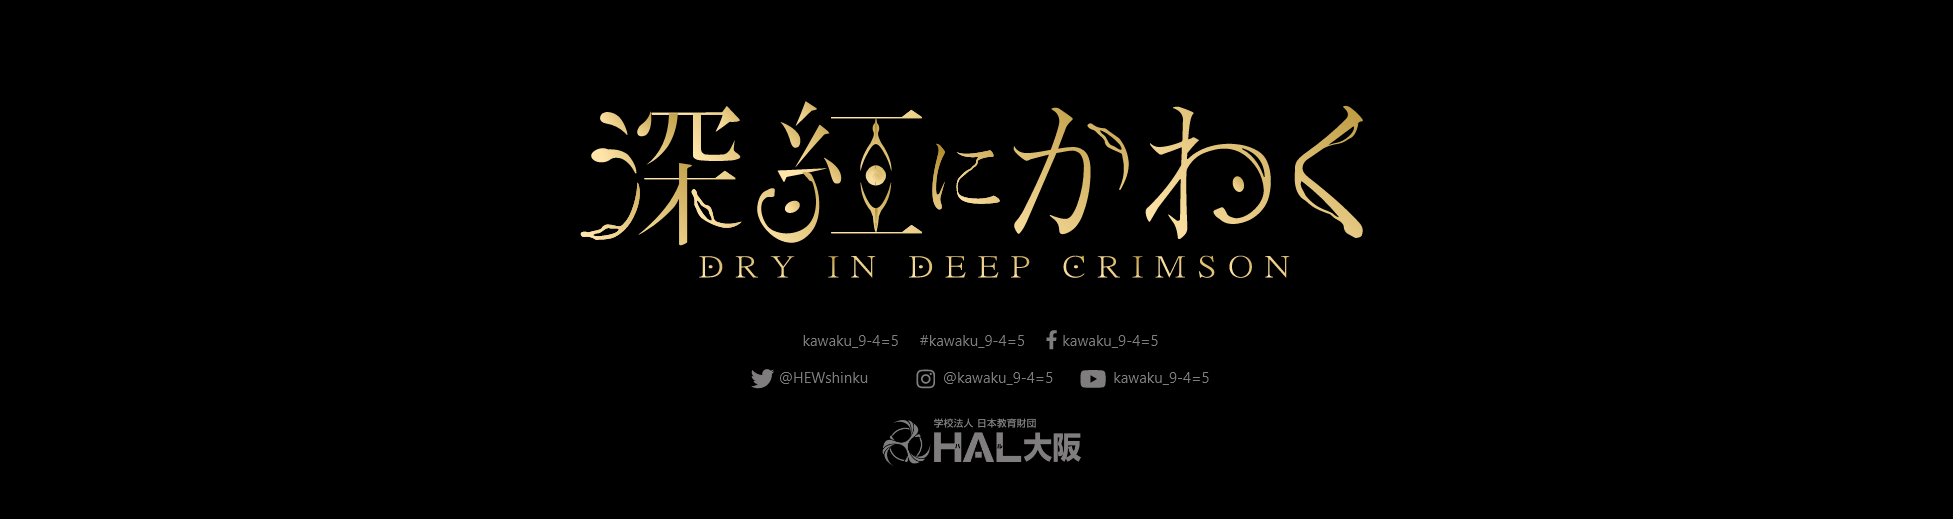 深紅にかわく
DRY IN DEEP CRIMSON
kawaku_9-4=5 #kawaku_9-4=5 kawaku_9-4=5
@HEWshinku @kawaku_9-4=5 kawaku_9-4=5
学校法人 日本教育財団
HAL大阪